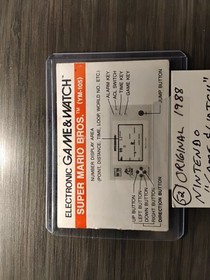 ELECTRONIC GAME&WATCH
SUPER MARIO BROS.™ (YM-105)
NUMBER DISPLAY AREA
(POINT, DISTANCE, TIME, LOOP, WORLD NO., ETC.)
ALARM KEY
ACL SWITCH
TIME KEY
GAME KEY
JUMP BUTTON
UP BUTTON
LEFT BUTTON
DOWN BUTTON
RIGHT BUTTON
DIRECTION BUTTON
ORIGINAL 1988
NINTENDO